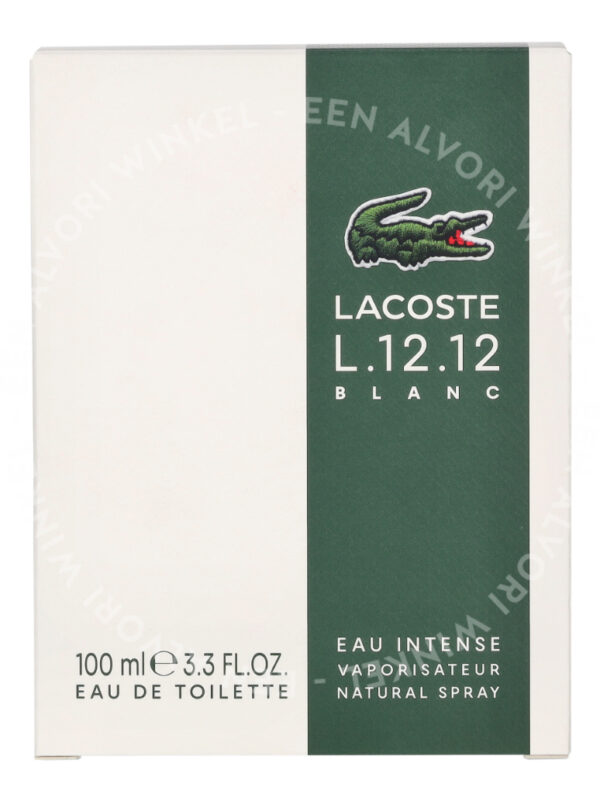 EEN ALVORI WINKEL - EEN ALVORI WINKEL -
LACOSTE
L.12.12
BLANC
100 ml ℮ 3.3 FL.OZ.
EAU DE TOILETTE
EAU INTENSE
VAPORISATEUR
NATURAL SPRAY